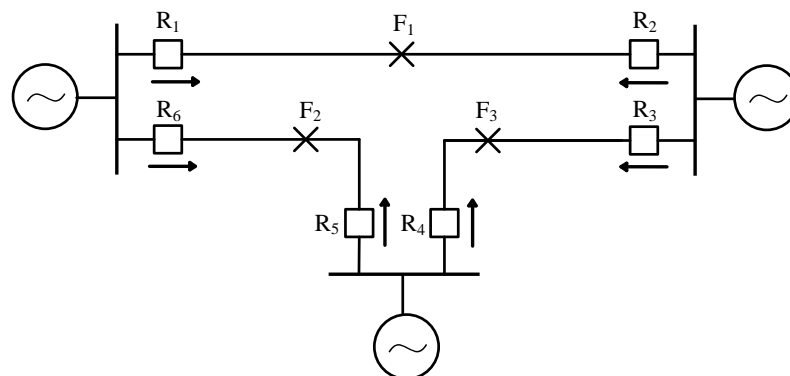 R₁
F₁
R₂
R₆
F₂
F₃
R₃
R₅
R₄